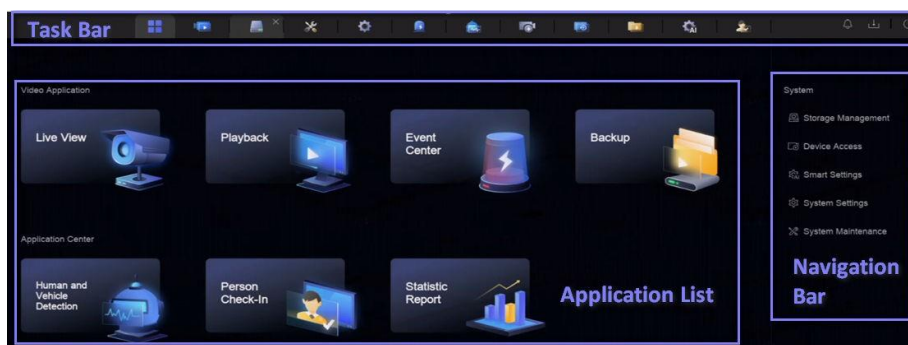 Task Bar
AI
Video Application
Live View
Playback
Event
Center
Backup
Application Center
Human and
Vehicle
Detection
Person
Check-In
Statistic
Report
Application List
System
Storage Management
Device Access
Smart Settings
System Settings
System Maintenance
Navigation
Bar